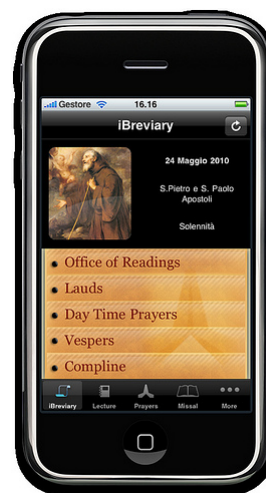 Gestore 16.16
iBreviary
24 Maggio 2010
S.Pietro e S. Paolo
Apostoli
Solennità
Office of Readings
Lauds
Day Time Prayers
Vespers
Compline
iBreviary Lecture Prayers Missal More